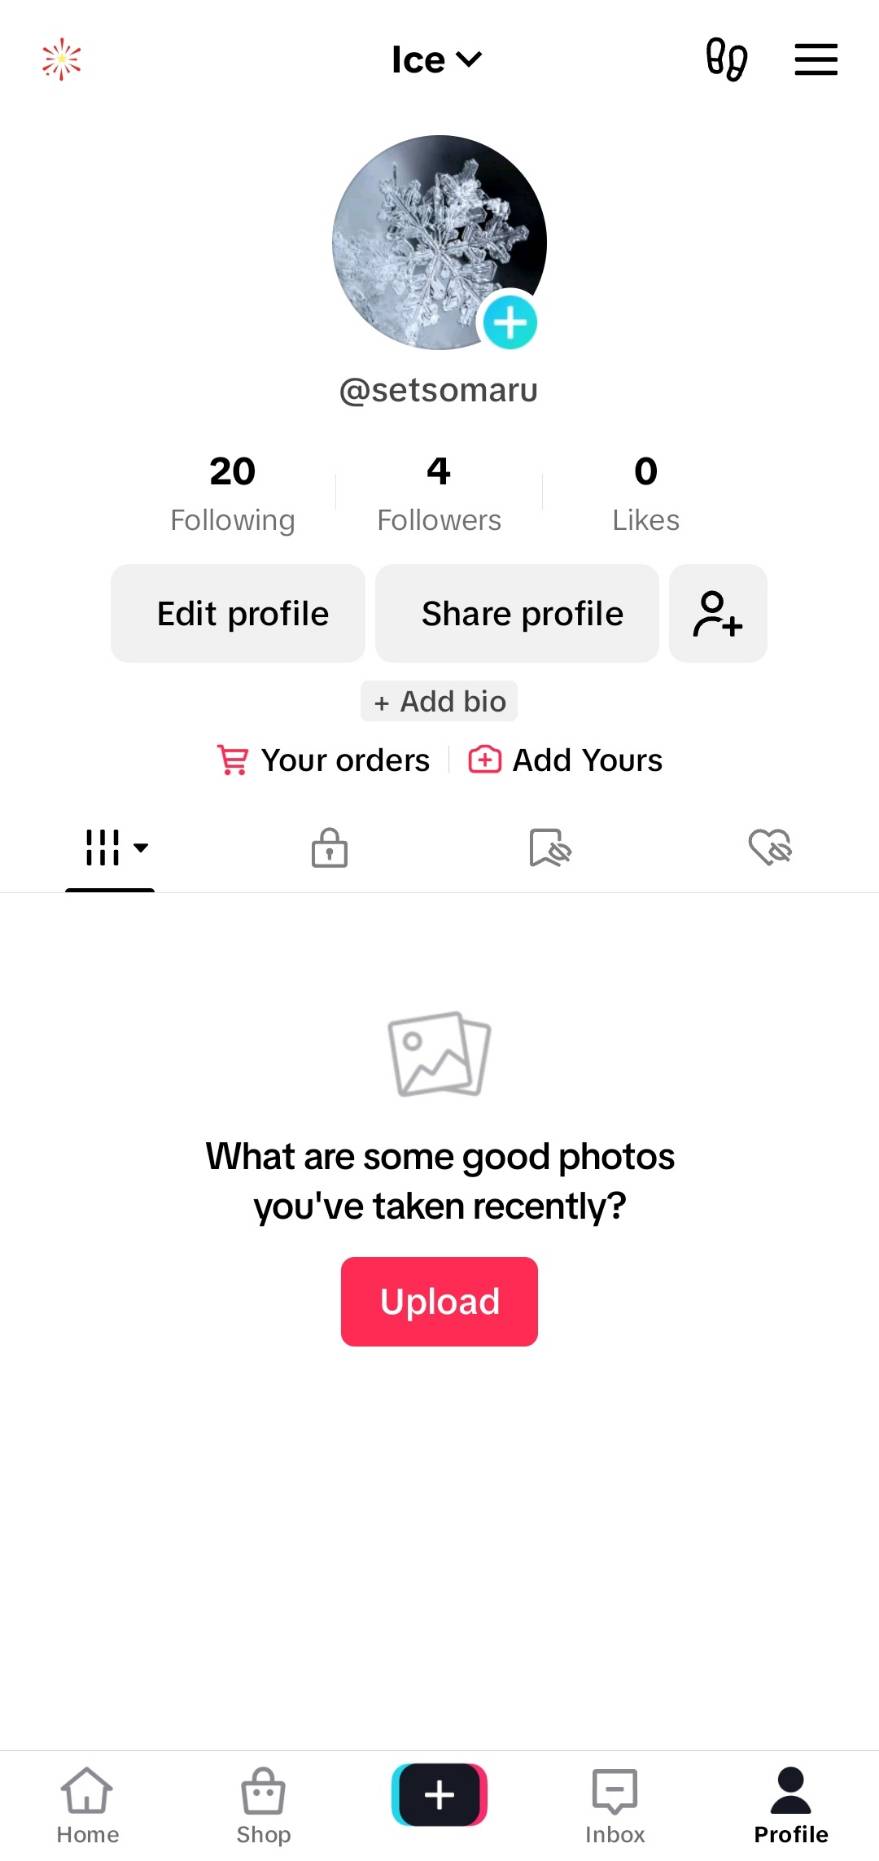 Ice
@setsomaru
20 4 0
Following Followers Likes
Edit profile Share profile
+ Add bio
Your orders Add Yours
What are some good photos
you've taken recently?
Upload
Home Shop Inbox Profile